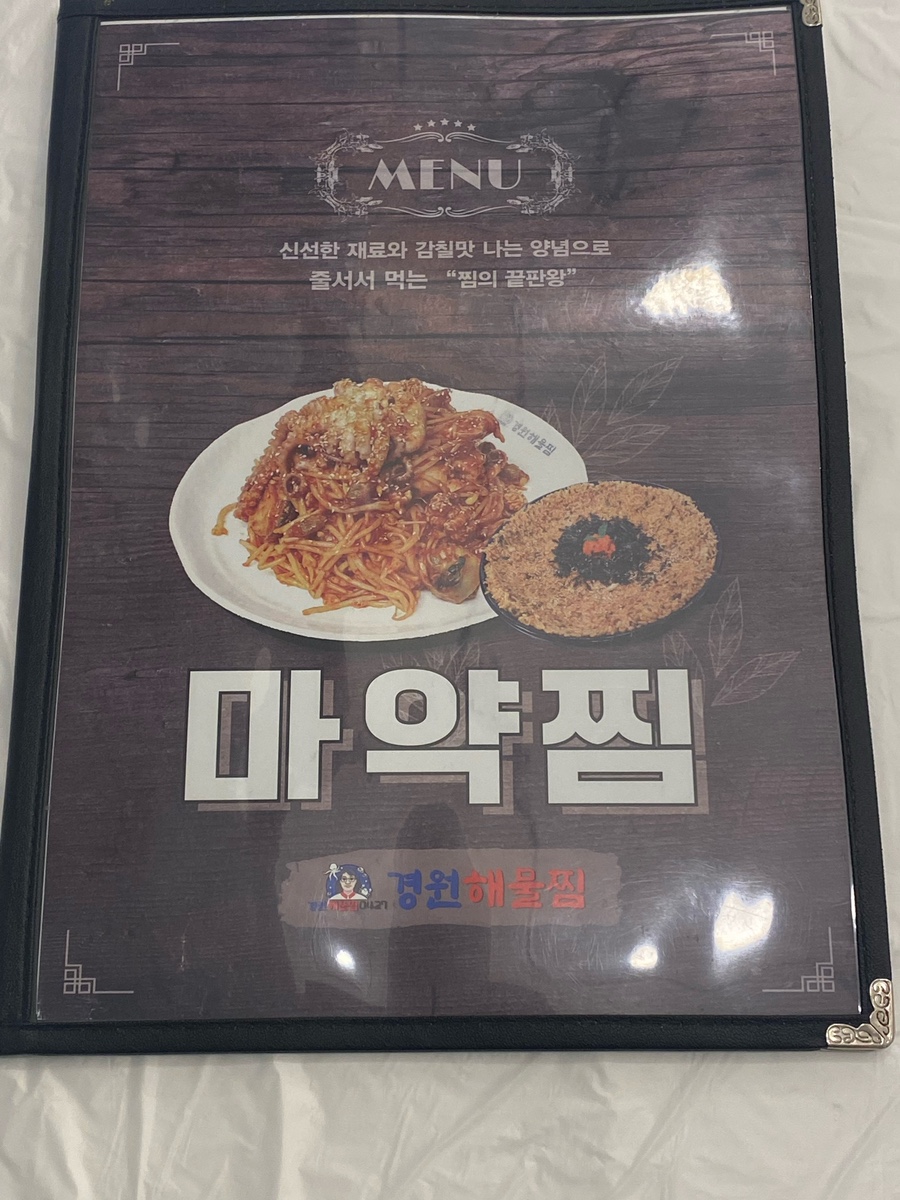 MENU
신선한 재료와 감칠맛 나는 양념으로
줄서서 먹는 “찜의 끝판왕”
경원해물찜
마약찜
경원해물찜